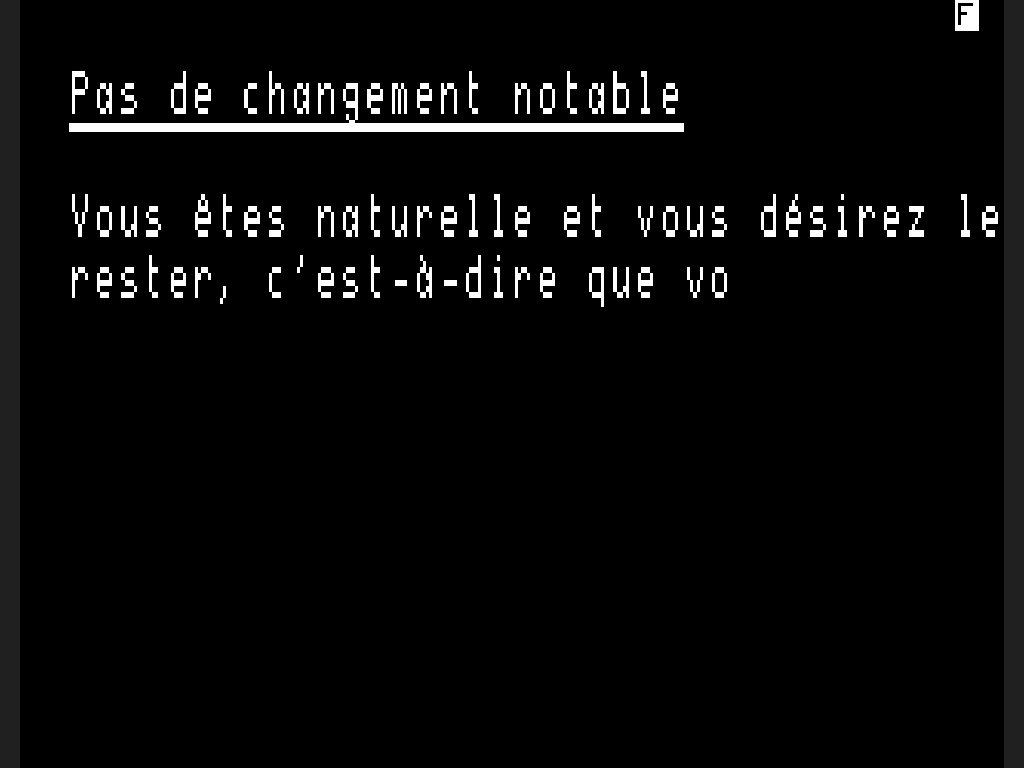 F
Pas de changement notable
Vous êtes naturelle et vous désirez le
rester, c'est-à-dire que vo